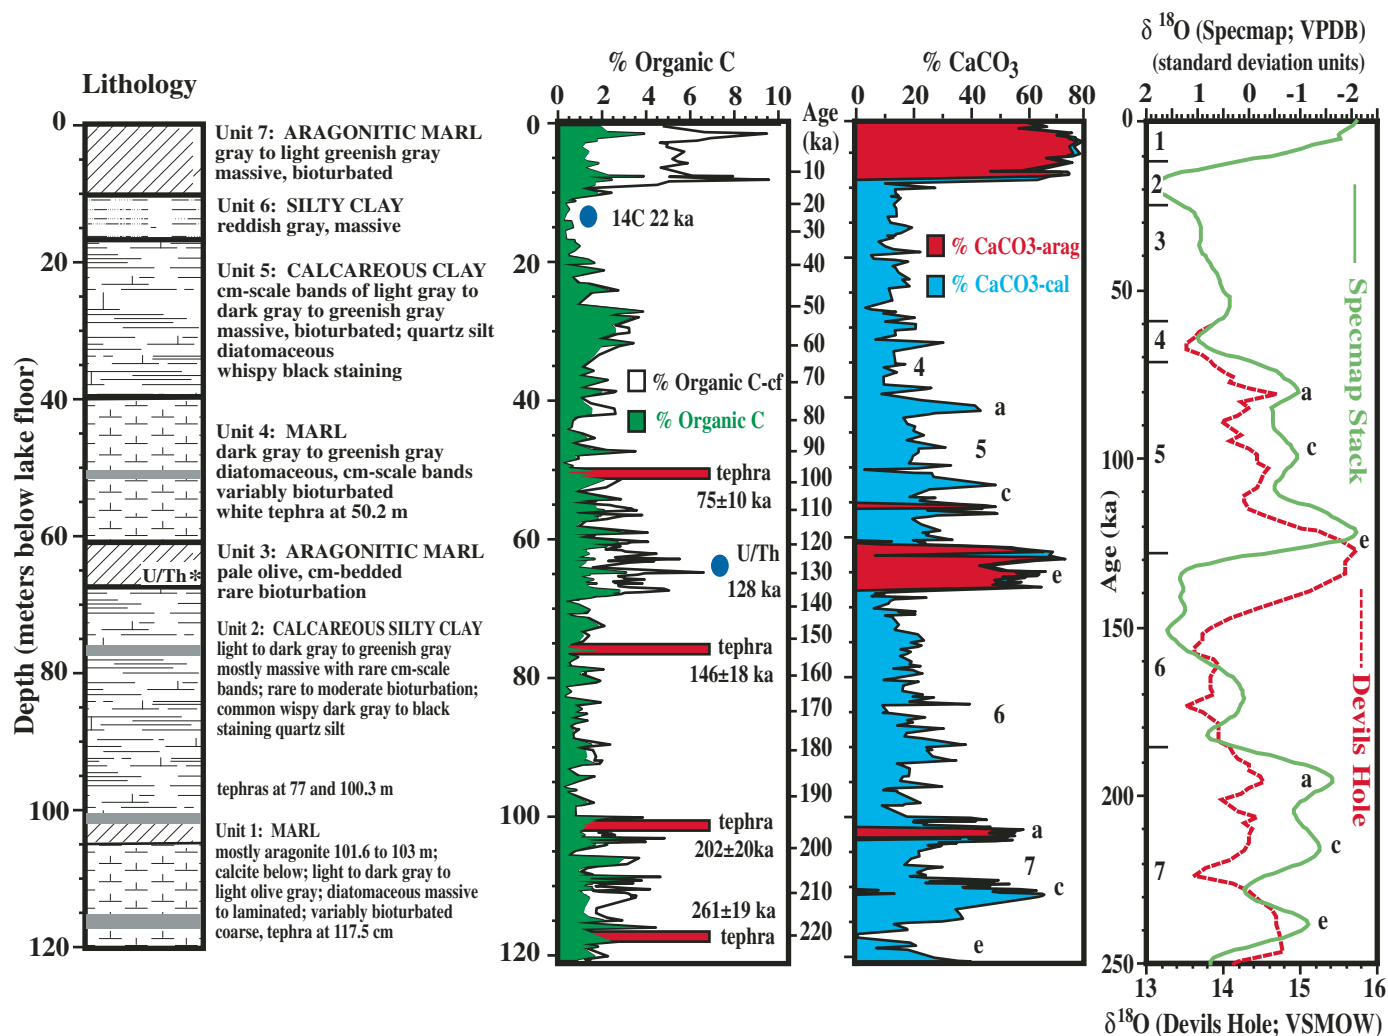 Lithology
0
20
40
60
80
100
120
Depth (meters below lake floor)
U/Th*
Unit 7: ARAGONITIC MARL
gray to light greenish gray
massive, bioturbated
Unit 6: SILTY CLAY
reddish gray, massive
Unit 5: CALCAREOUS CLAY
cm-scale bands of light gray to
dark gray to greenish gray
massive, bioturbated; quartz silt
diatomaceous
whispy black staining
Unit 4: MARL
dark gray to greenish gray
diatomaceous, cm-scale bands
variably bioturbated
white tephra at 50.2 m
Unit 3: ARAGONITIC MARL
pale olive, cm-bedded
rare bioturbation
Unit 2: CALCAREOUS SILTY CLAY
light to dark gray to greenish gray
mostly massive with rare cm-scale
bands; rare to moderate bioturbation;
common wispy dark gray to black
staining quartz silt
tephras at 77 and 100.3 m
Unit 1: MARL
mostly aragonite 101.6 to 103 m;
calcite below; light to dark gray to
light olive gray; diatomaceous massive
to laminated; variably bioturbated
coarse, tephra at 117.5 cm
% Organic C
0 2 4 6 8 10
0
20
40
60
80
100
120
14C 22 ka
% Organic C-cf
% Organic C
tephra
75±10 ka
U/Th
128 ka
tephra
146±18 ka
tephra
202±20ka
261±19 ka
tephra
Age
(ka)
10
20
30
40
50
60
70
80
90
100
110
120
130
140
150
160
170
180
190
200
210
220
% CaCO3
0 20 40 60 80
% CaCO3-arag
% CaCO3-cal
4
a
5
c
e
6
a
7
c
e
δ 18O (Specmap; VPDB)
(standard deviation units)
2 1 0 -1 -2
0
50
100
150
200
250
Age (ka)
1
2
3
4
5
6
7
a
c
e
a
c
e
Specmap Stack
Devils Hole
13 14 15 16
δ18O (Devils Hole; VSMOW)